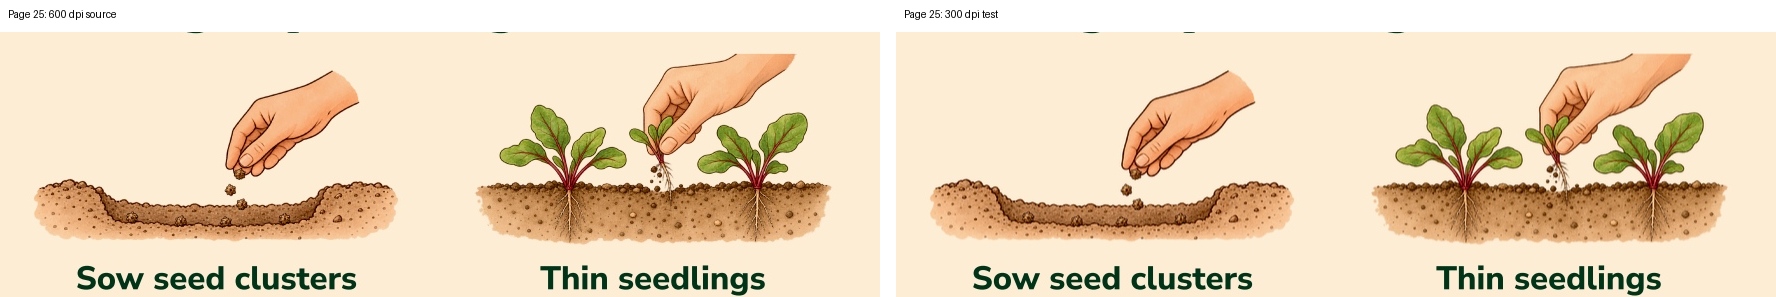 Page 25: 600 dpi source
Page 25: 300 dpi test
Sow seed clusters
Thin seedlings
Sow seed clusters
Thin seedlings